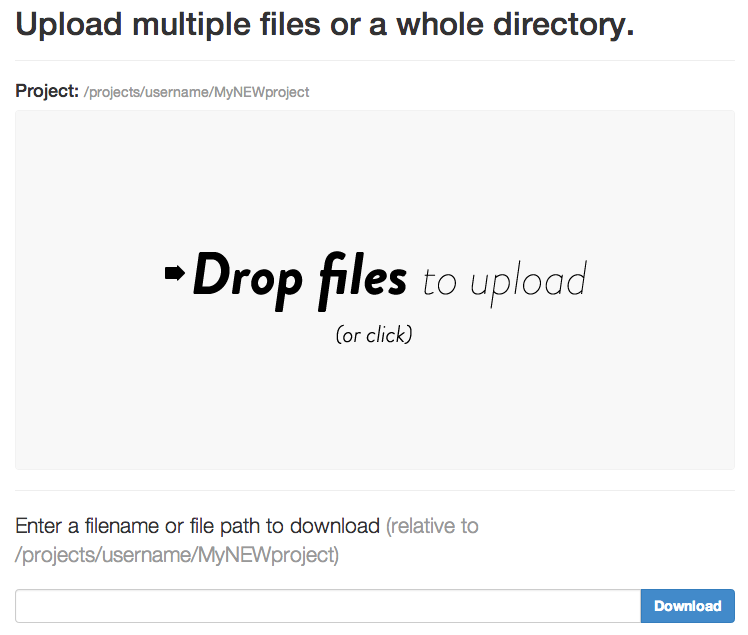 Upload multiple files or a whole directory.
Project: /projects/username/MyNEWproject
Drop files to upload
(or click)
Enter a filename or file path to download (relative to
/projects/username/MyNEWproject)
Download